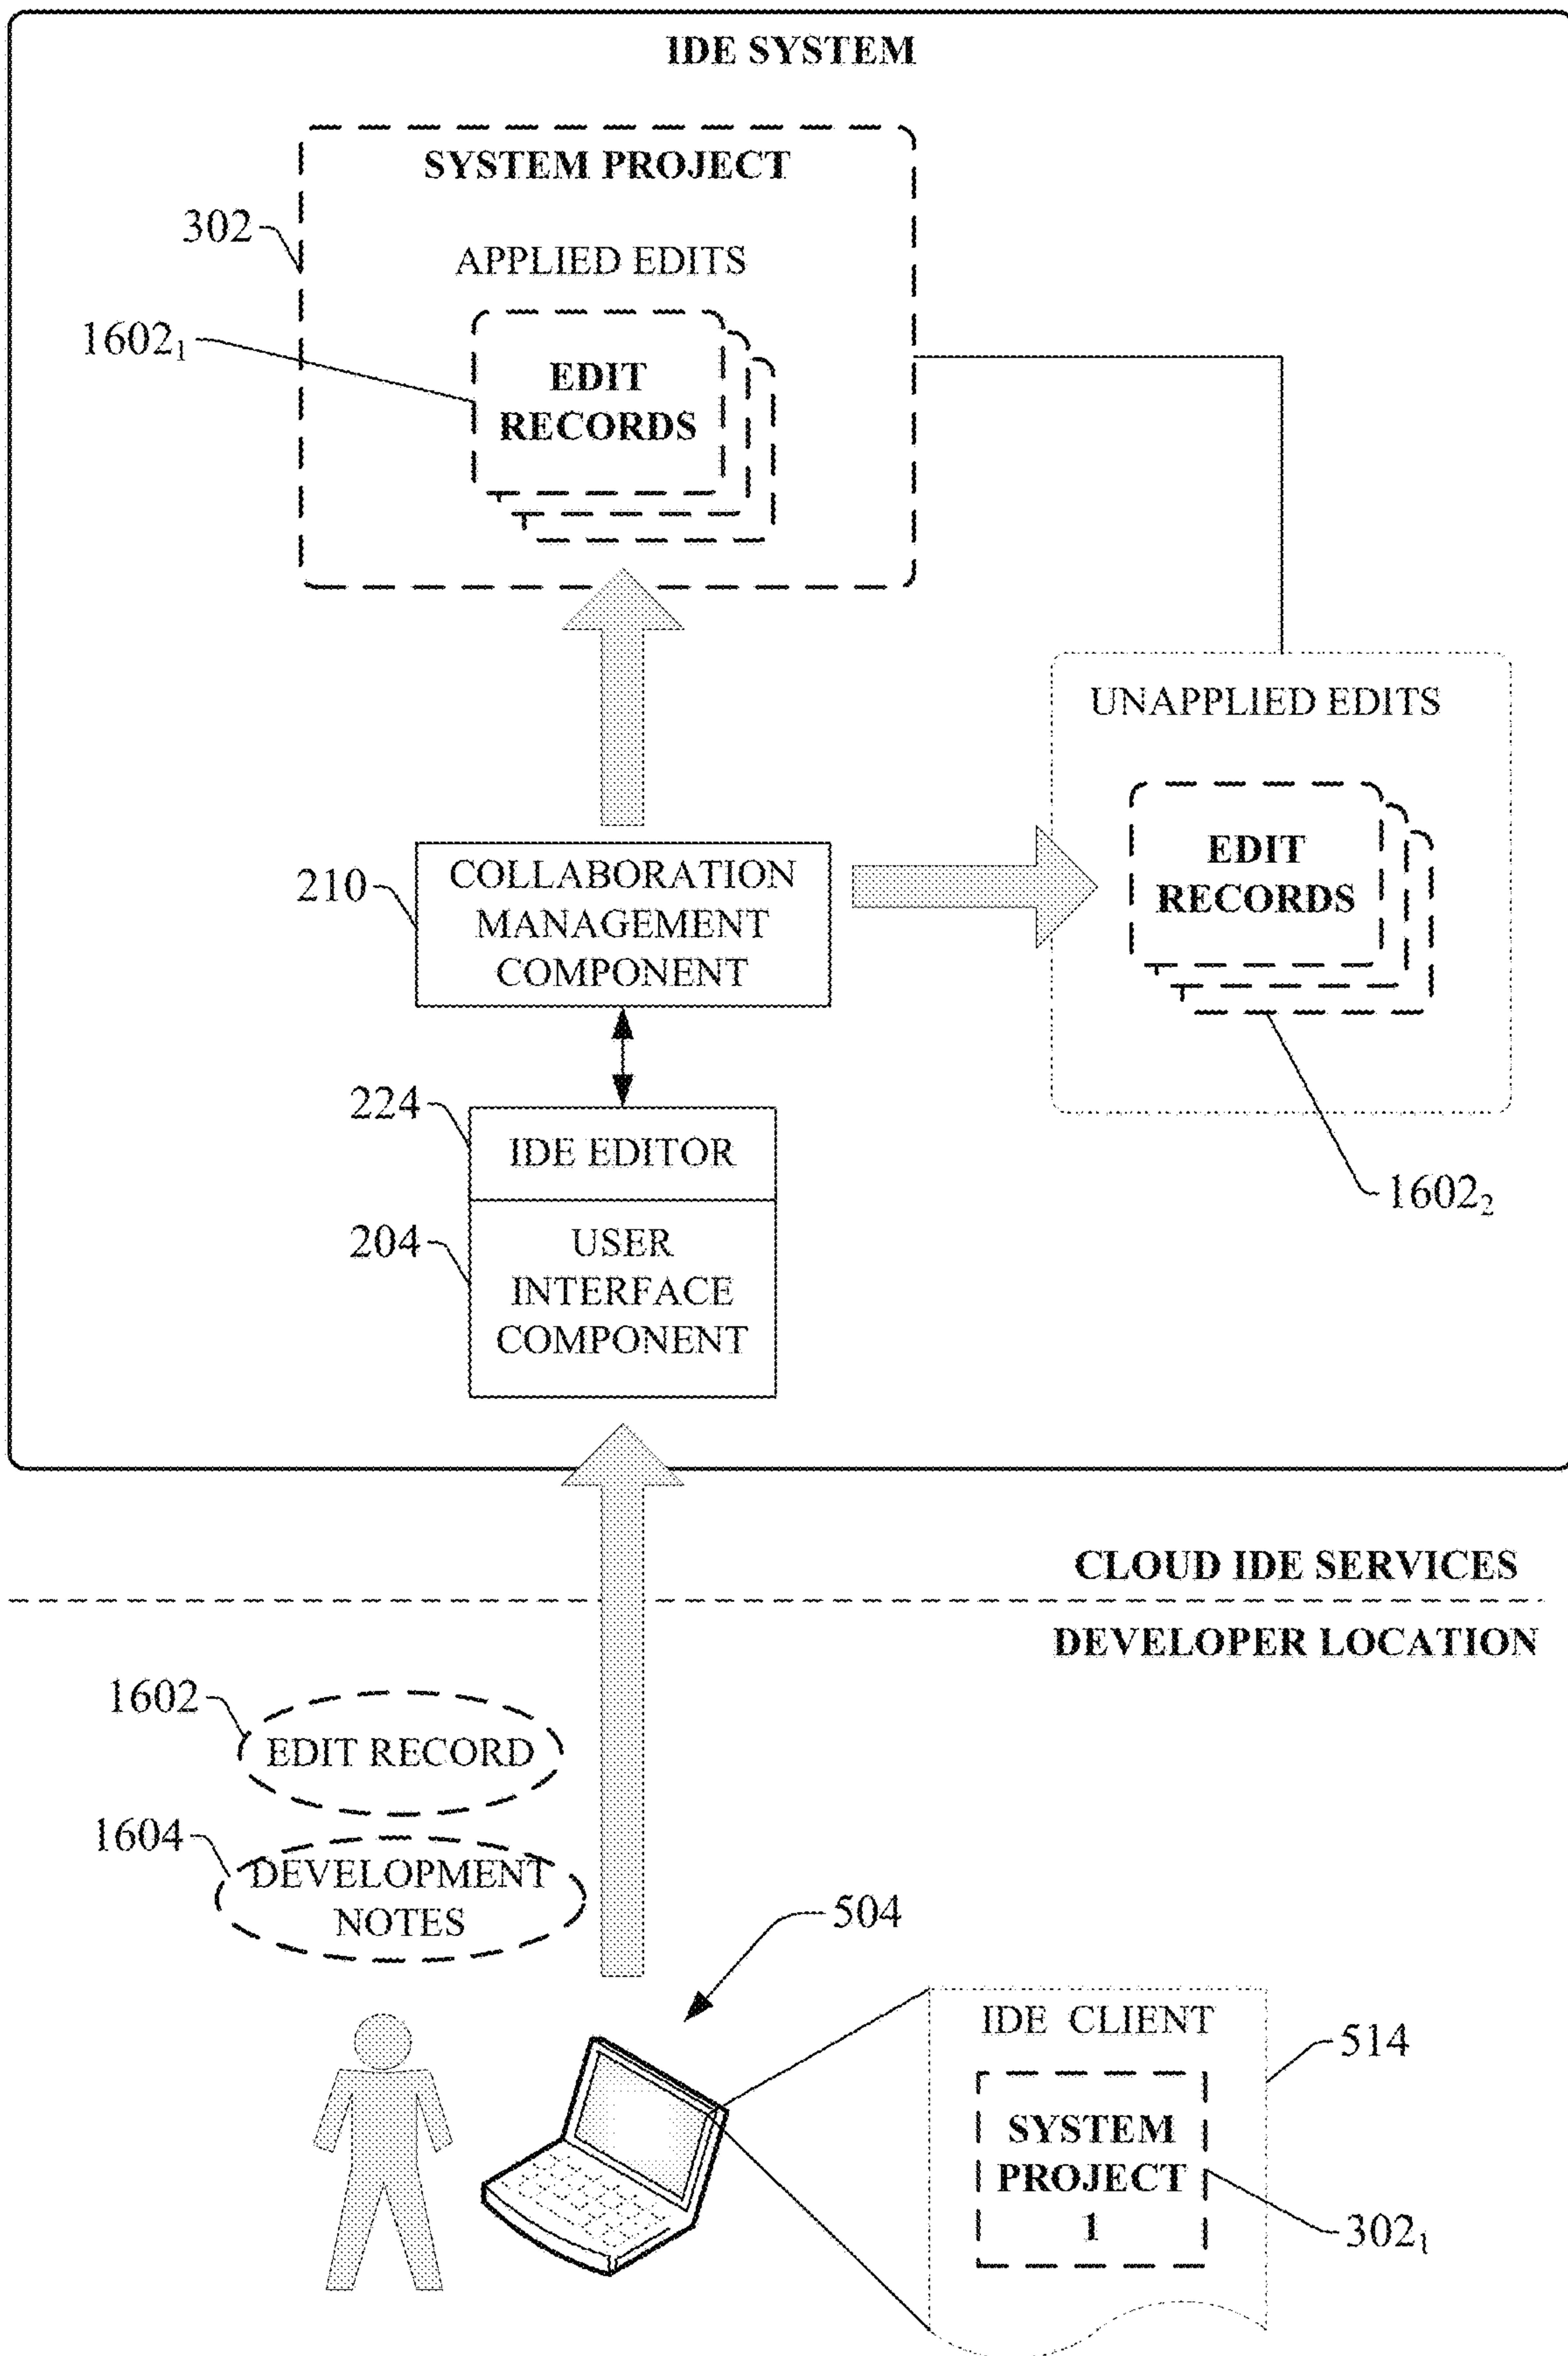 IDE SYSTEM
SYSTEM PROJECT
302
APPLIED EDITS
1602₁
EDIT
RECORDS
UNAPPLIED EDITS
EDIT
RECORDS
210
COLLABORATION
MANAGEMENT
COMPONENT
224
IDE EDITOR
1602₂
204
USER
INTERFACE
COMPONENT
CLOUD IDE SERVICES
DEVELOPER LOCATION
1602
EDIT RECORD
1604
DEVELOPMENT
NOTES
504
IDE CLIENT
514
SYSTEM
PROJECT
1
302₁